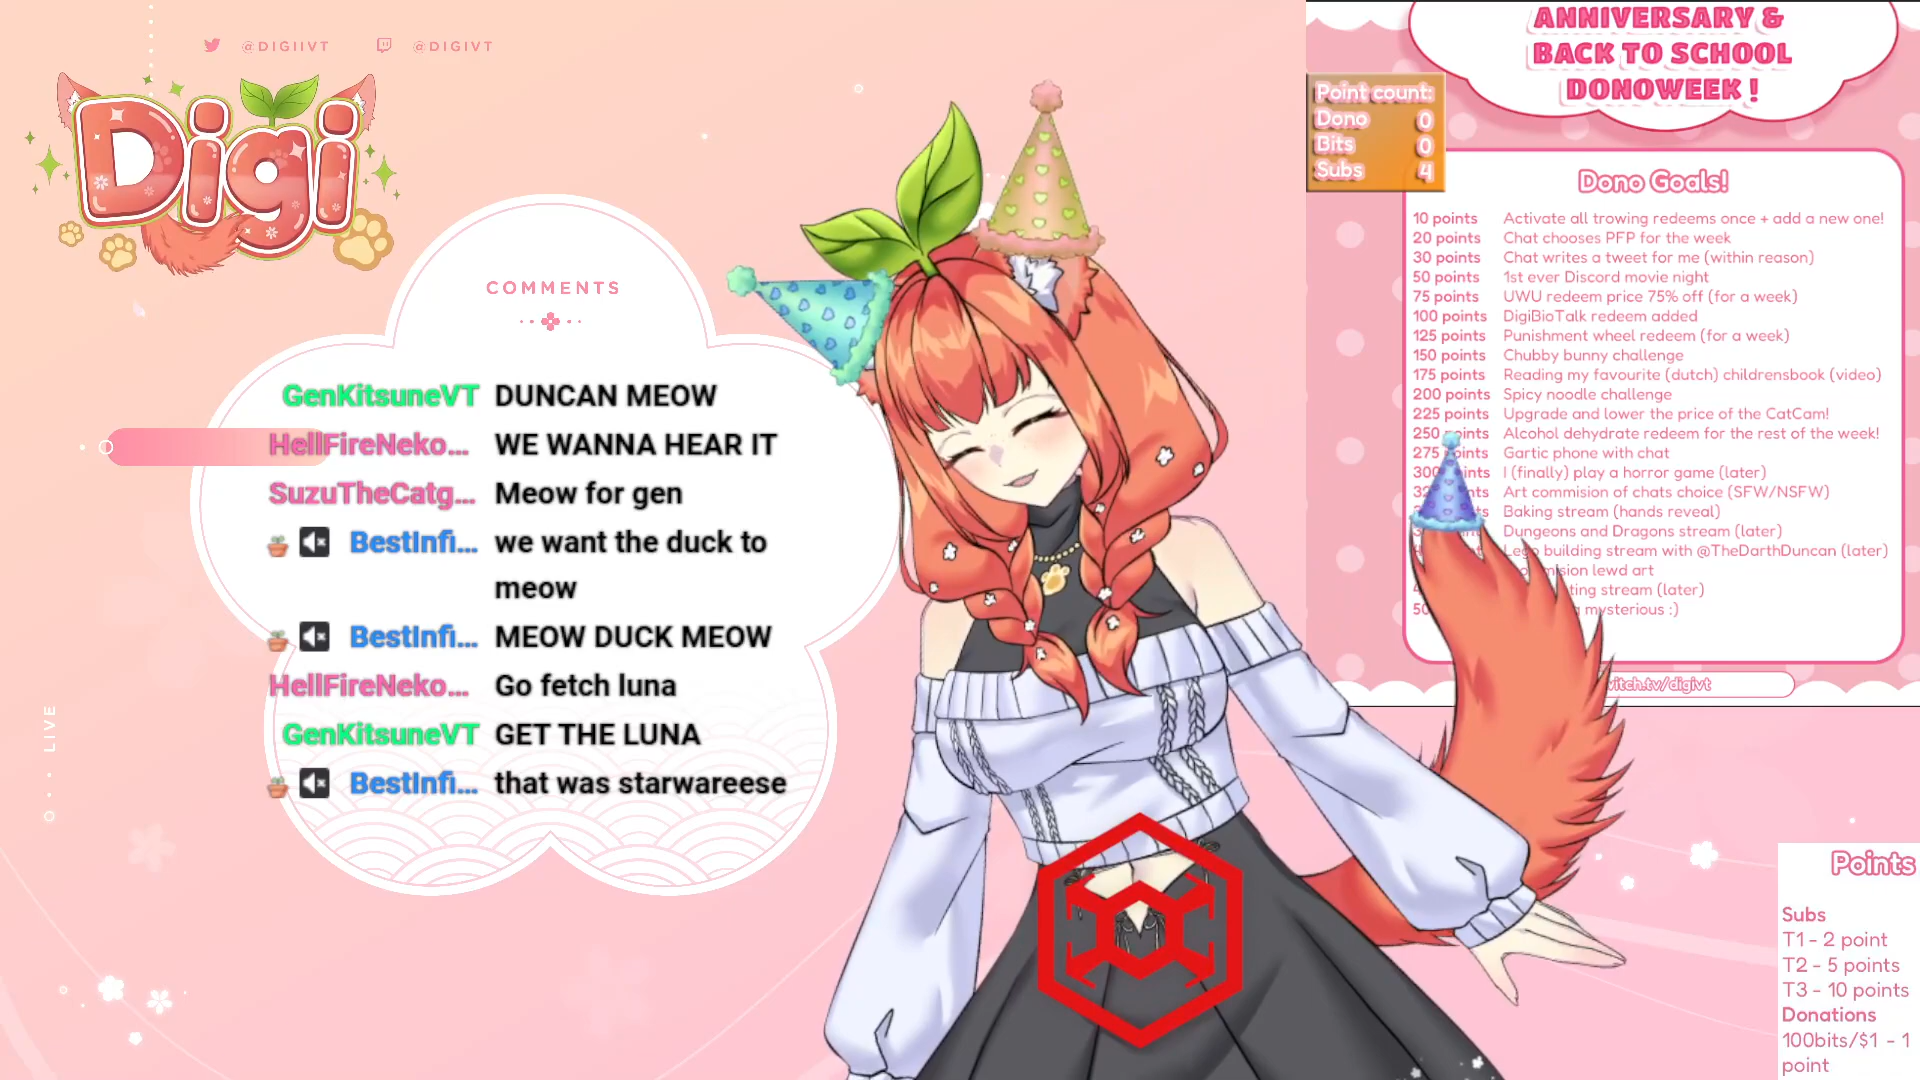 @DIGIIVT @DIGIVT
Digi
COMMENTS
GenKitsuneVT DUNCAN MEOW
HellFireNeko... WE WANNA HEAR IT
SuzuTheCatg... Meow for gen
BestInfi... we want the duck to
meow
BestInfi... MEOW DUCK MEOW
HellFireNeko... Go fetch luna
GenKitsuneVT GET THE LUNA
BestInfi... that was starwareese
LIVE
ANNIVERSARY &
BACK TO SCHOOL
DONOWEEK !
Point count:
Dono 0
Bits 0
Subs 4
Dono Goals!
10 points Activate all trowing redeems once + add a new one!
20 points Chat chooses PFP for the week
30 points Chat writes a tweet for me (within reason)
50 points 1st ever Discord movie night
75 points UWU redeem price 75% off (for a week)
100 points DigiBioTalk redeem added
125 points Punishment wheel redeem (for a week)
150 points Chubby bunny challenge
175 points Reading my favourite (dutch) childrensbook (video)
200 points Spicy noodle challenge
225 points Upgrade and lower the price of the CatCam!
250 points Alcohol dehydrate redeem for the rest of the week!
275 points Gartic phone with chat
300 points I (finally) play a horror game (later)
Art commision of chats choice (SFW/NSFW)
Baking stream (hands reveal)
Dungeons and Dragons stream (later)
Lego building stream with @TheDarthDuncan (later)
lewd art
stream (later)
mysterious :)
twitch.tv/digivt
Points
Subs
T1 - 2 point
T2 - 5 points
T3 - 10 points
Donations
100bits/$1 - 1
point